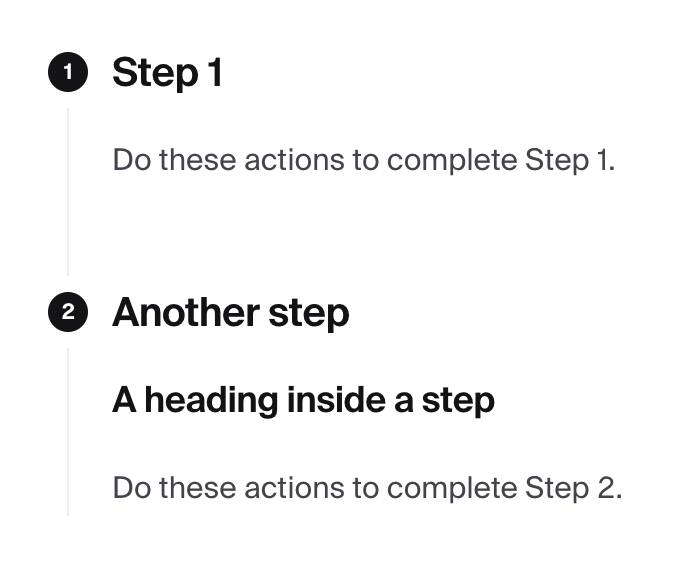 1 Step 1
Do these actions to complete Step 1.
2 Another step
A heading inside a step
Do these actions to complete Step 2.